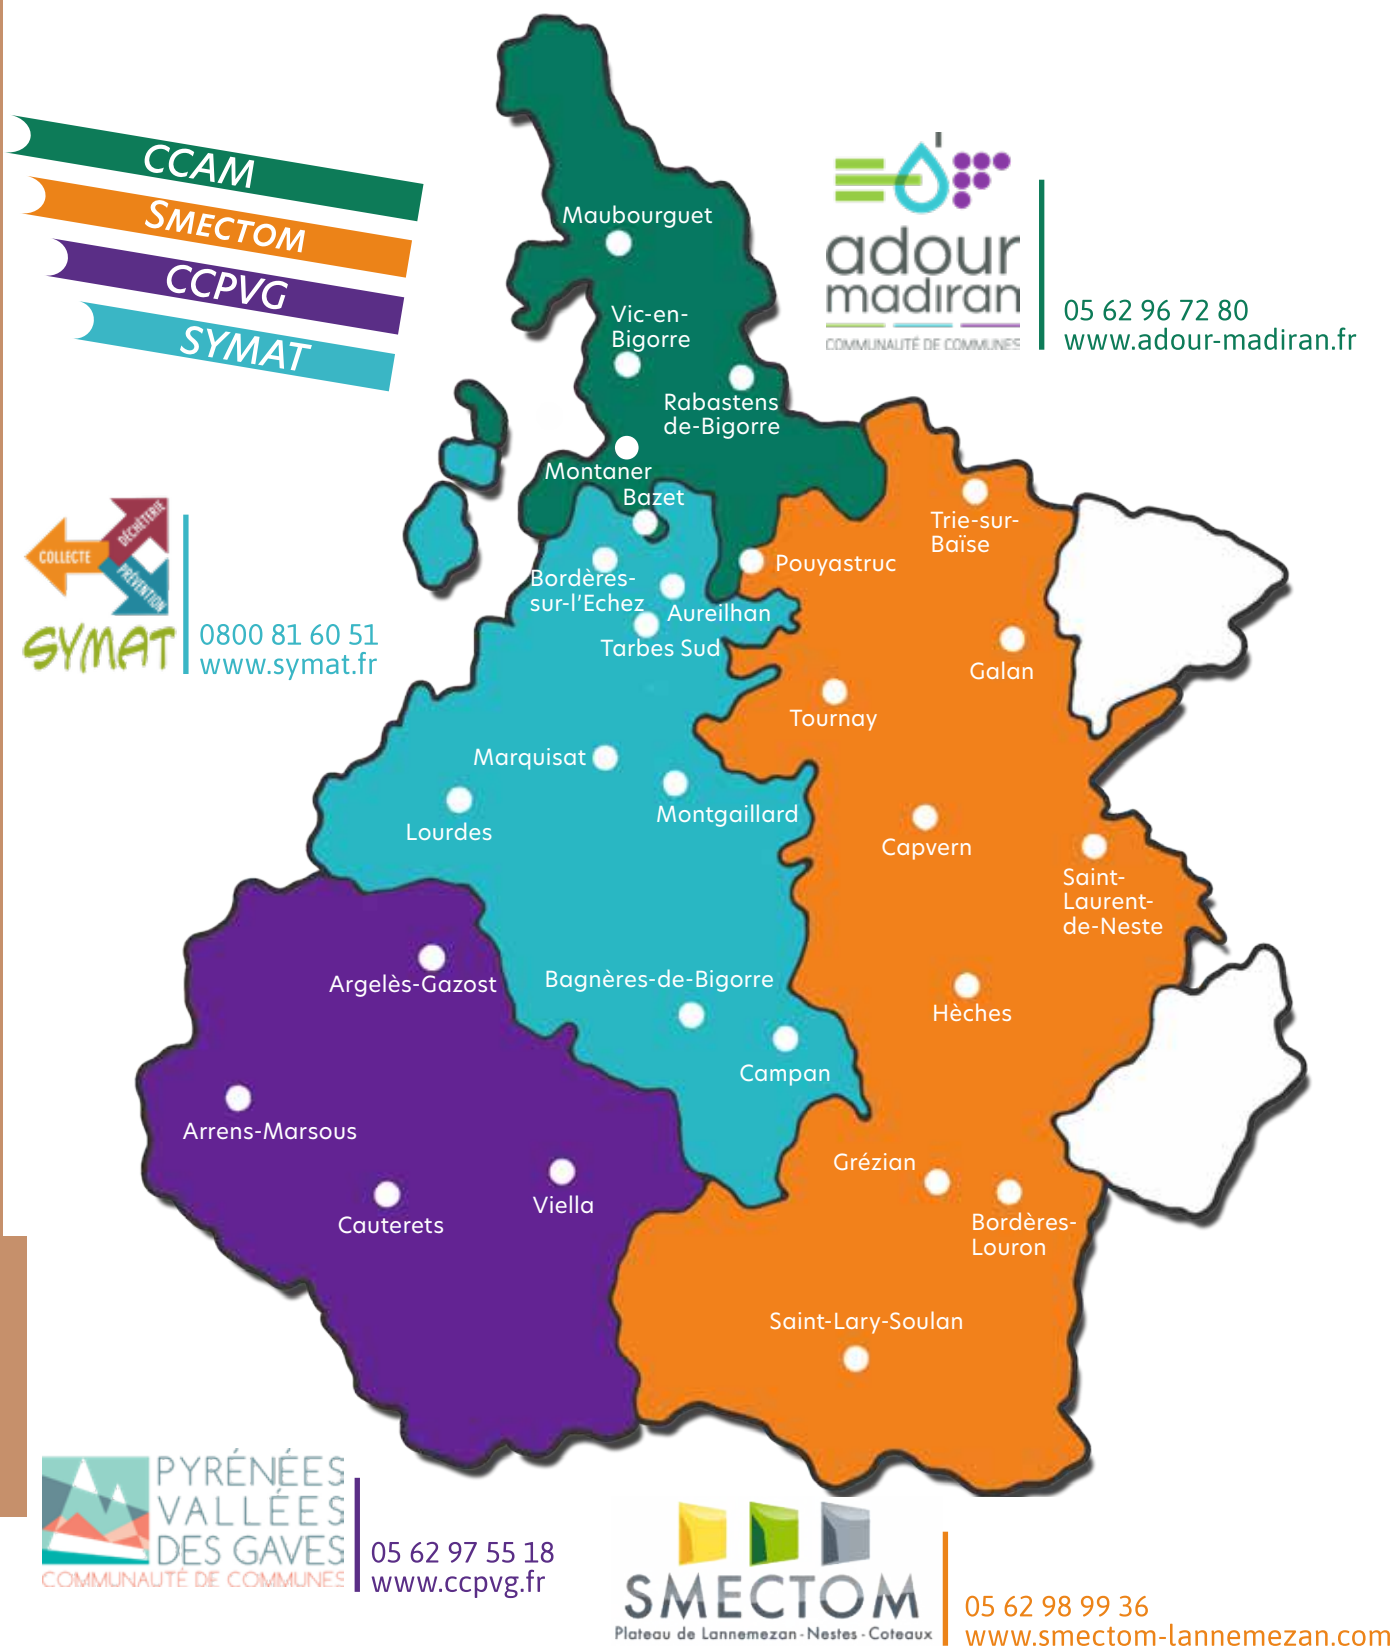 CCAM
SMECTOM
CCPVG
SYMAT
adour
madiran
COMMUNAUTÉ DE COMMUNES
05 62 96 72 80
www.adour-madiran.fr
Maubourguet
Vic-en-
Bigorre
Rabastens
de-Bigorre
Montaner
Bazet
Trie-sur-
Baïse
Pouyastruc
Bordères-
sur-l'Echez
Aureilhan
Tarbes Sud
COLLECTE
DÉCHÈTERIE
PRÉVENTION
SYMAT
0800 81 60 51
www.symat.fr
Galan
Tournay
Marquisat
Montgaillard
Lourdes
Capvern
Saint-
Laurent-
de-Neste
Argelès-Gazost
Bagnères-de-Bigorre
Hèches
Campan
Arrens-Marsous
Cauterets
Viella
Grézian
Bordères-
Louron
Saint-Lary-Soulan
PYRÉNÉES
VALLÉES
DES GAVES
COMMUNAUTÉ DE COMMUNES
05 62 97 55 18
www.ccpvg.fr
SMECTOM
Plateau de Lannemezan - Nestes - Coteaux
05 62 98 99 36
www.smectom-lannemezan.com